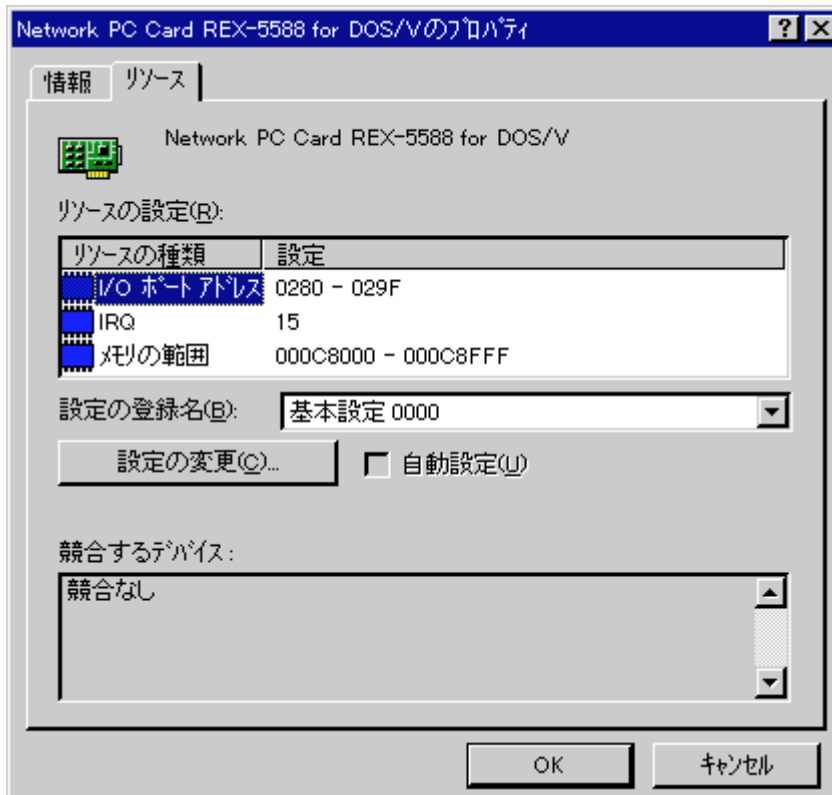 Network PC Card REX-5588 for DOS/Vのﾌﾟﾛﾊﾟﾃｨ
情報 ﾘｿｰｽ
Network PC Card REX-5588 for DOS/V
ﾘｿｰｽの設定(R):
ﾘｿｰｽの種類 設定
I/O ﾎﾟｰﾄ ｱﾄﾞﾚｽ 0280 - 029F
IRQ 15
ﾒﾓﾘの範囲 000C8000 - 000C8FFF
設定の登録名(B): 基本設定 0000
設定の変更(C)... 自動設定(U)
競合するﾃﾞﾊﾞｲｽ:
競合なし
OK ｷｬﾝｾﾙ